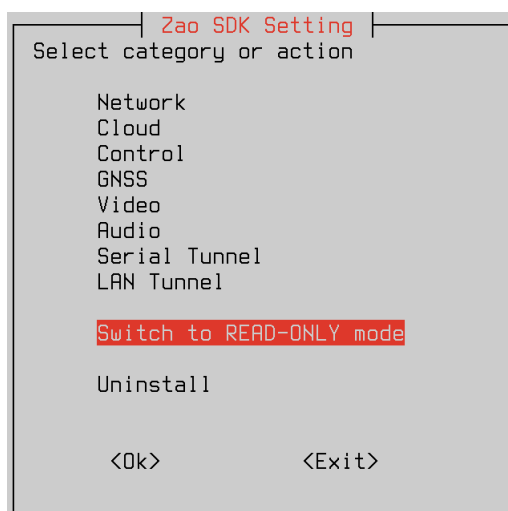 Zao SDK Setting
Select category or action
Network
Cloud
Control
GNSS
Video
Audio
Serial Tunnel
LAN Tunnel
Switch to READ-ONLY mode
Uninstall
<Ok> <Exit>